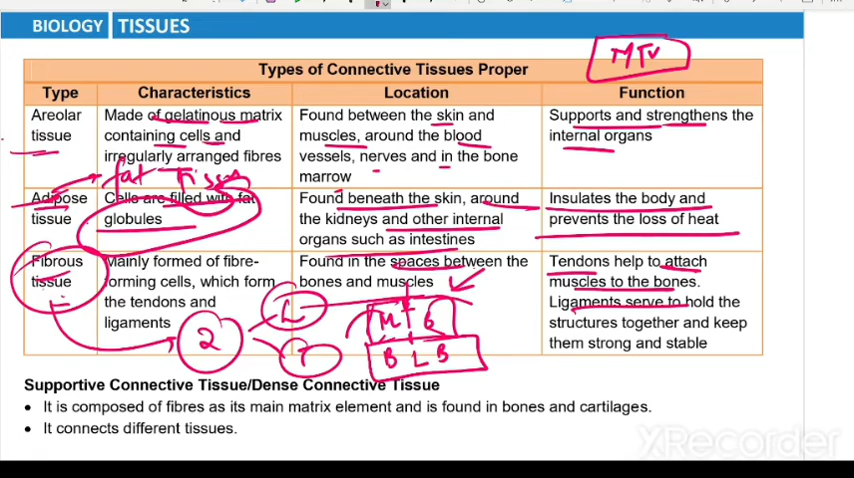 BIOLOGY TISSUES
MTV
Types of Connective Tissues Proper
Type Characteristics Location Function
Areolar tissue
Made of gelatinous matrix
containing cells and
irregularly arranged fibres
Found between the skin and
muscles, around the blood
vessels, nerves and in the bone
marrow
Supports and strengthens the
internal organs
fat Tissue
Adipose
tissue
Cells are filled with fat
globules
Found beneath the skin, around
the kidneys and other internal
organs such as intestines
Insulates the body and
prevents the loss of heat
Fibrous
tissue
Mainly formed of fibre-
forming cells, which form
the tendons and
ligaments
Found in the spaces between the
bones and muscles
Tendons help to attach
muscles to the bones.
Ligaments serve to hold the
structures together and keep
them strong and stable
2
L
T
M T B
B L B
Supportive Connective Tissue/Dense Connective Tissue
• It is composed of fibres as its main matrix element and is found in bones and cartilages.
• It connects different tissues.
XRecorder